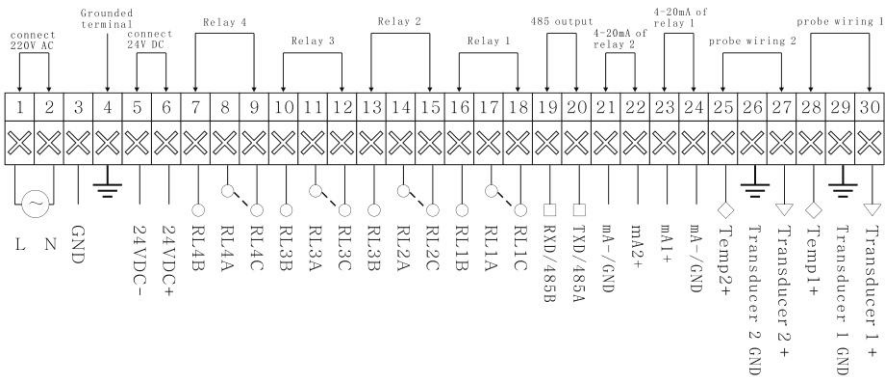 connect
220V AC
Grounded
terminal
connect
24V DC
Relay 4
Relay 3
Relay 2
Relay 1
485 output
4-20mA of
relay 2
4-20mA of
relay 1
probe wiring 2
probe wiring 1
1 2 3 4 5 6 7 8 9 10 11 12 13 14 15 16 17 18 19 20 21 22 23 24 25 26 27 28 29 30
L N
GND
24VDC-
24VDC+
RL4B
RL4A
RL4C
RL3B
RL3A
RL3C
RL3B
RL2A
RL2C
RL1B
RL1A
RL1C
RXD/485B
TXD/485A
mA-/GND
mA2+
mA1+
mA-/GND
Temp2+
Transducer 2 GND
Transducer 2 +
Temp1+
Transducer 1 GND
Transducer 1 +